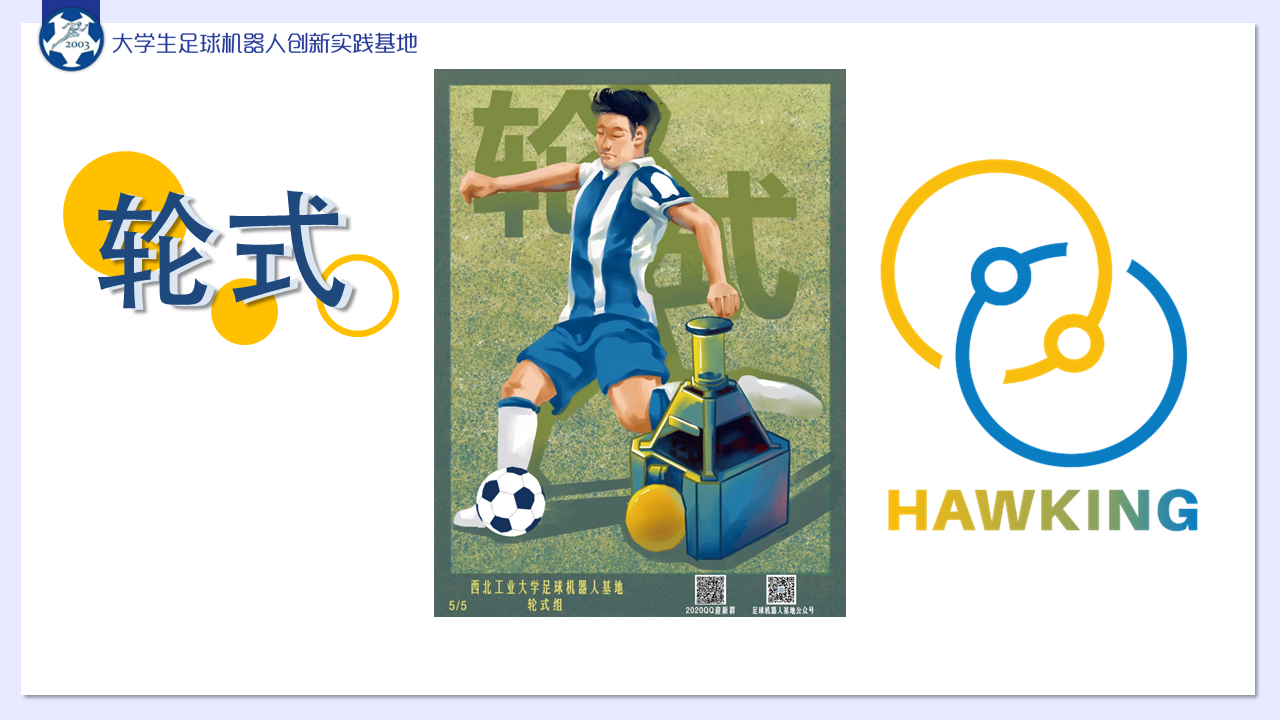 2003
大学生足球机器人创新实践基地
轮式
轮式
西北工业大学足球机器人基地
轮式组
5/5
2020QQ迎新群
足球机器人基地公众号
HAWKING